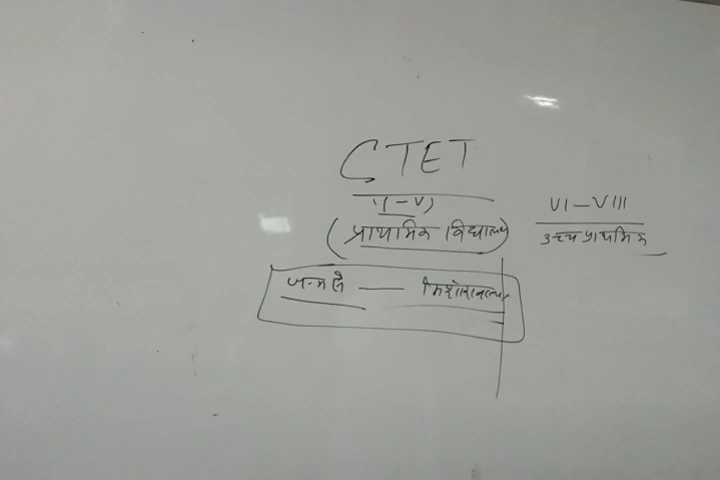 CTET
(I-V)
(प्राथमिक विद्यालय)
VI-VIII
उच्च प्राथमिक
जन्म से — किशोरावस्था